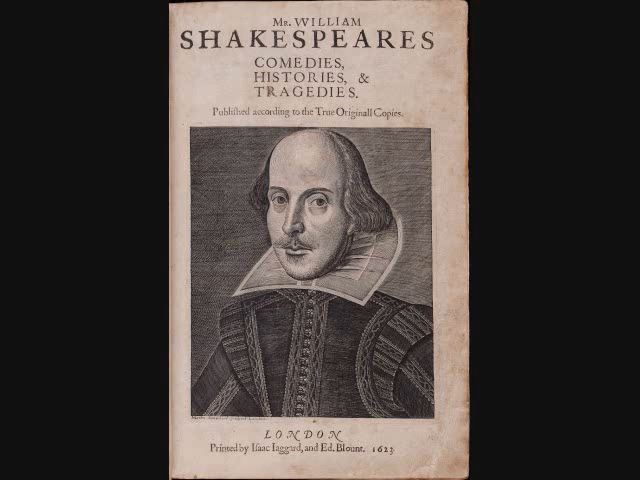 MR. WILLIAM
SHAKESPEARES
COMEDIES,
HISTORIES, &
TRAGEDIES.
Publiſhed according to the True Originall Copies.
LONDON
Printed by Iſaac Iaggard, and Ed. Blount. 1623